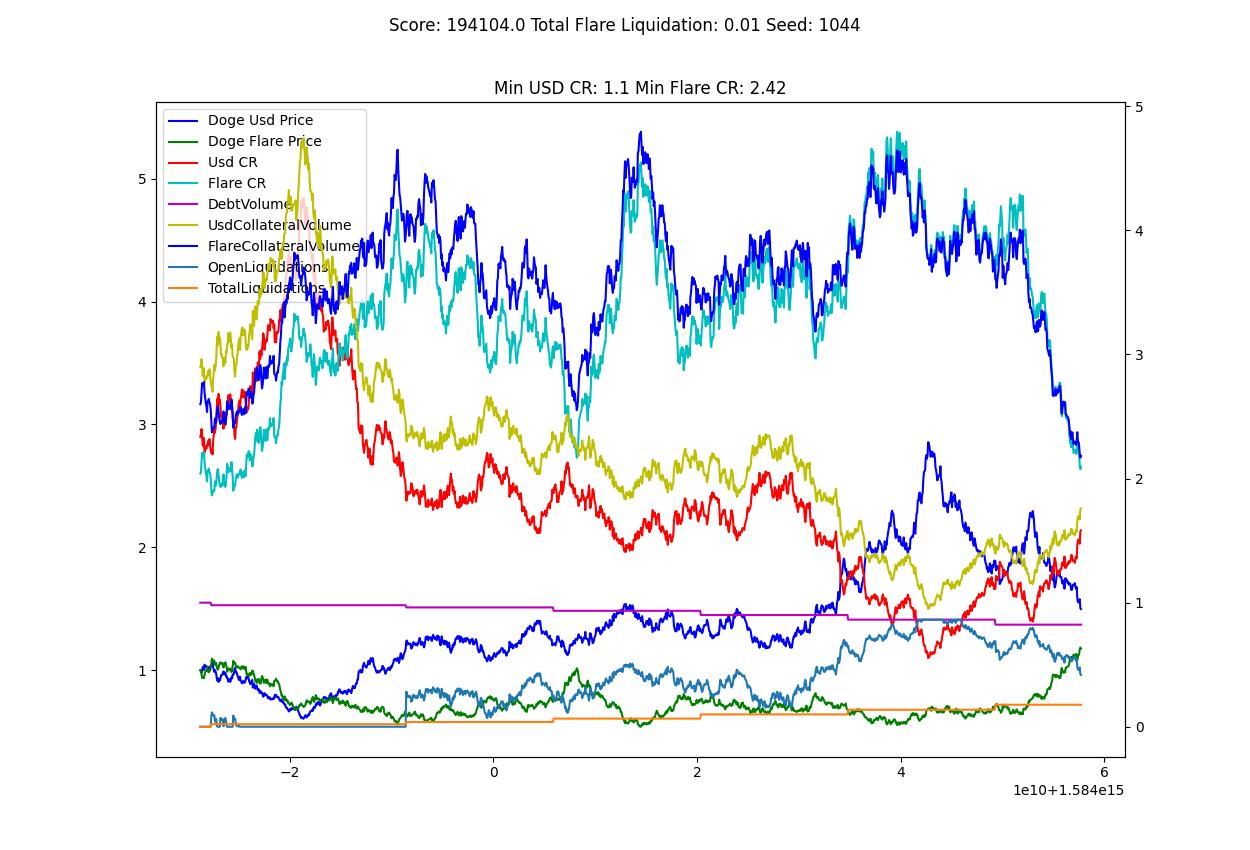 Score: 194104.0 Total Flare Liquidation: 0.01 Seed: 1044
Min USD CR: 1.1 Min Flare CR: 2.42
Doge Usd Price
Doge Flare Price
Usd CR
Flare CR
DebtVolume
UsdCollateralVolume
FlareCollateralVolume
OpenLiquidations
TotalLiquidations
5
4
3
2
1
5
4
3
2
1
0
−2
0
2
4
6
1e10+1.584e15